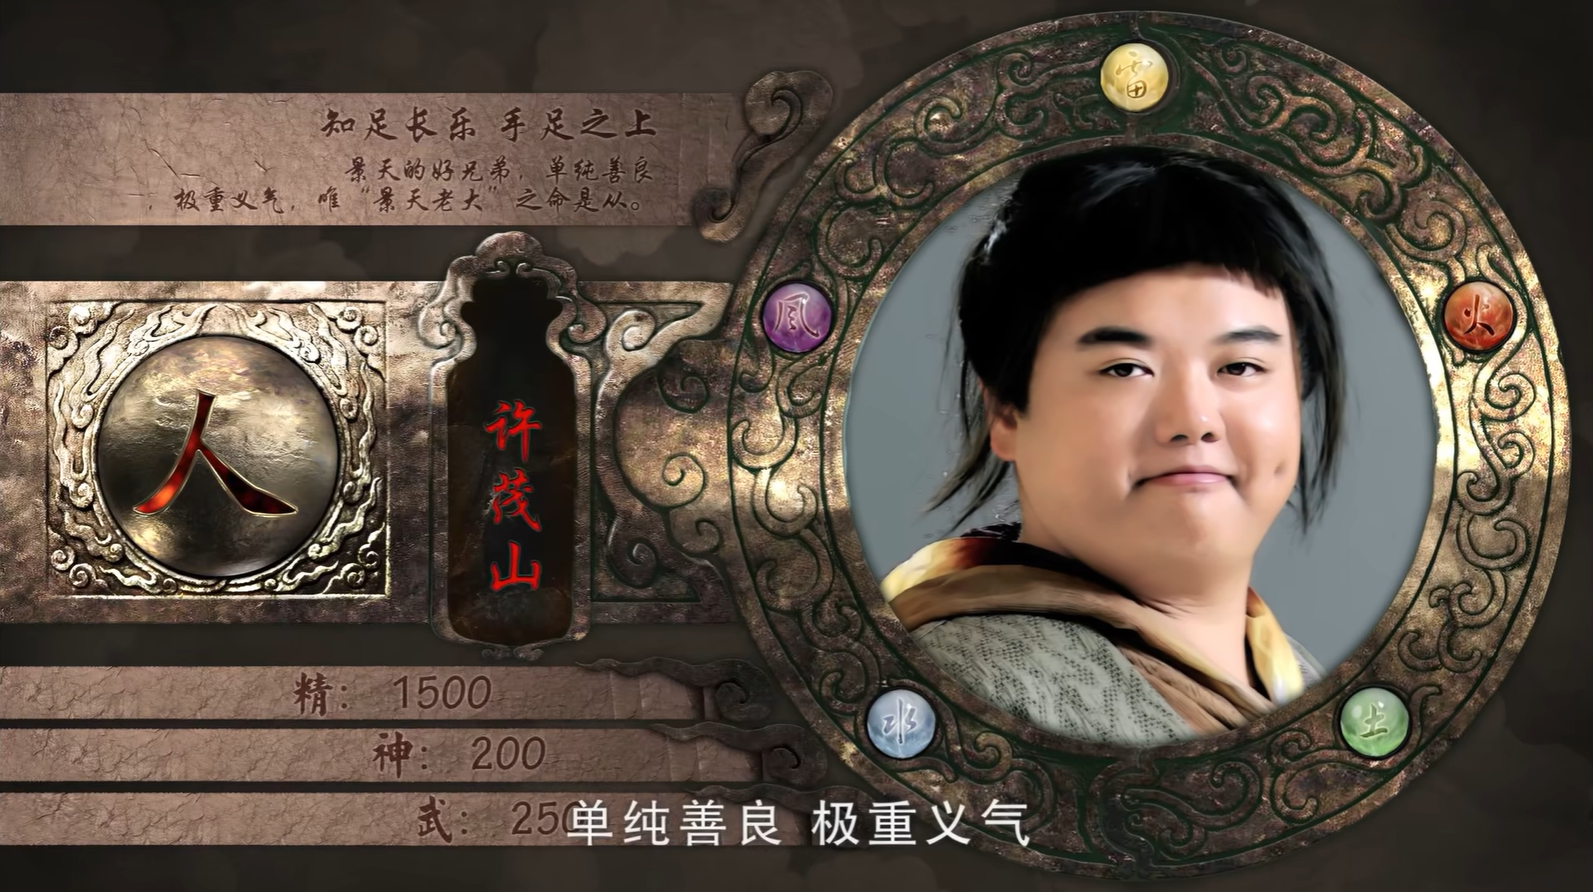 知足长乐 手足之上
景天的好兄弟，单纯善良
，极重义气，唯“景天老大”之命是从。
雷
风
火
人
许茂山
精： 1500
神： 200
武： 250
水
土
单纯善良 极重义气